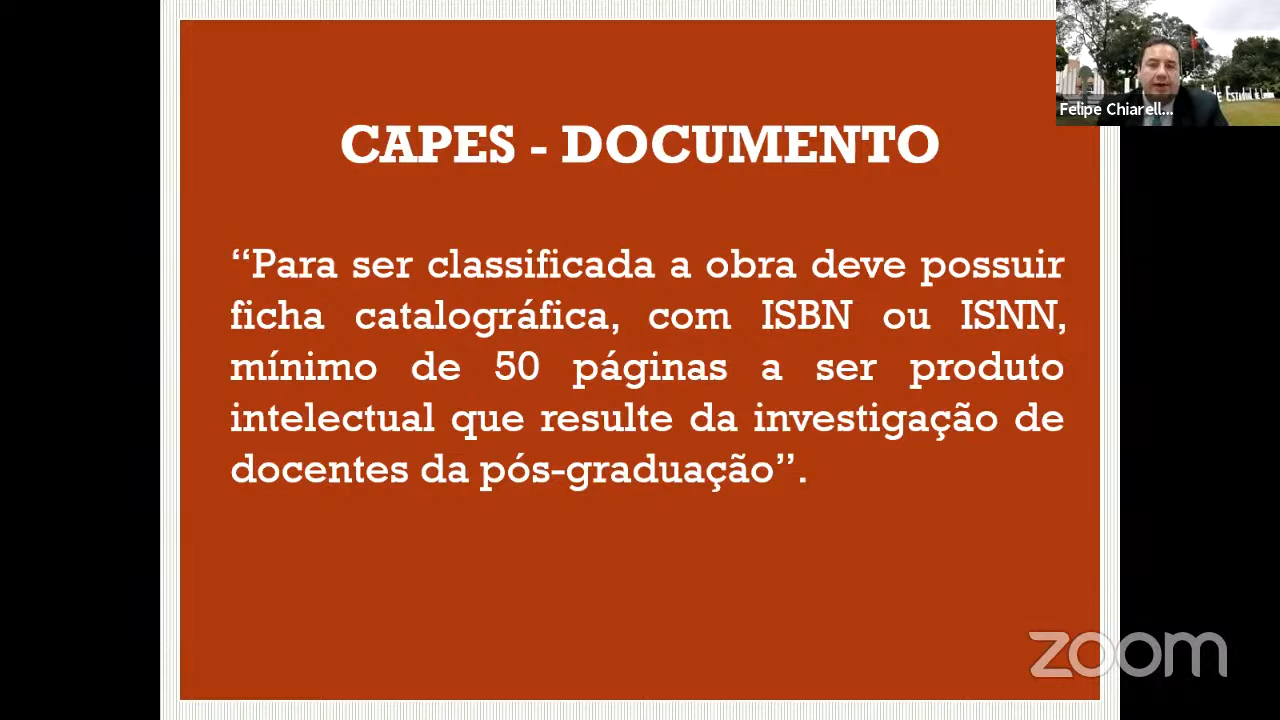 CAPES - DOCUMENTO
“Para ser classificada a obra deve possuir
ficha catalográfica, com ISBN ou ISNN,
mínimo de 50 páginas a ser produto
intelectual que resulte da investigação de
docentes da pós-graduação”.
Felipe Chiarell...
zoom